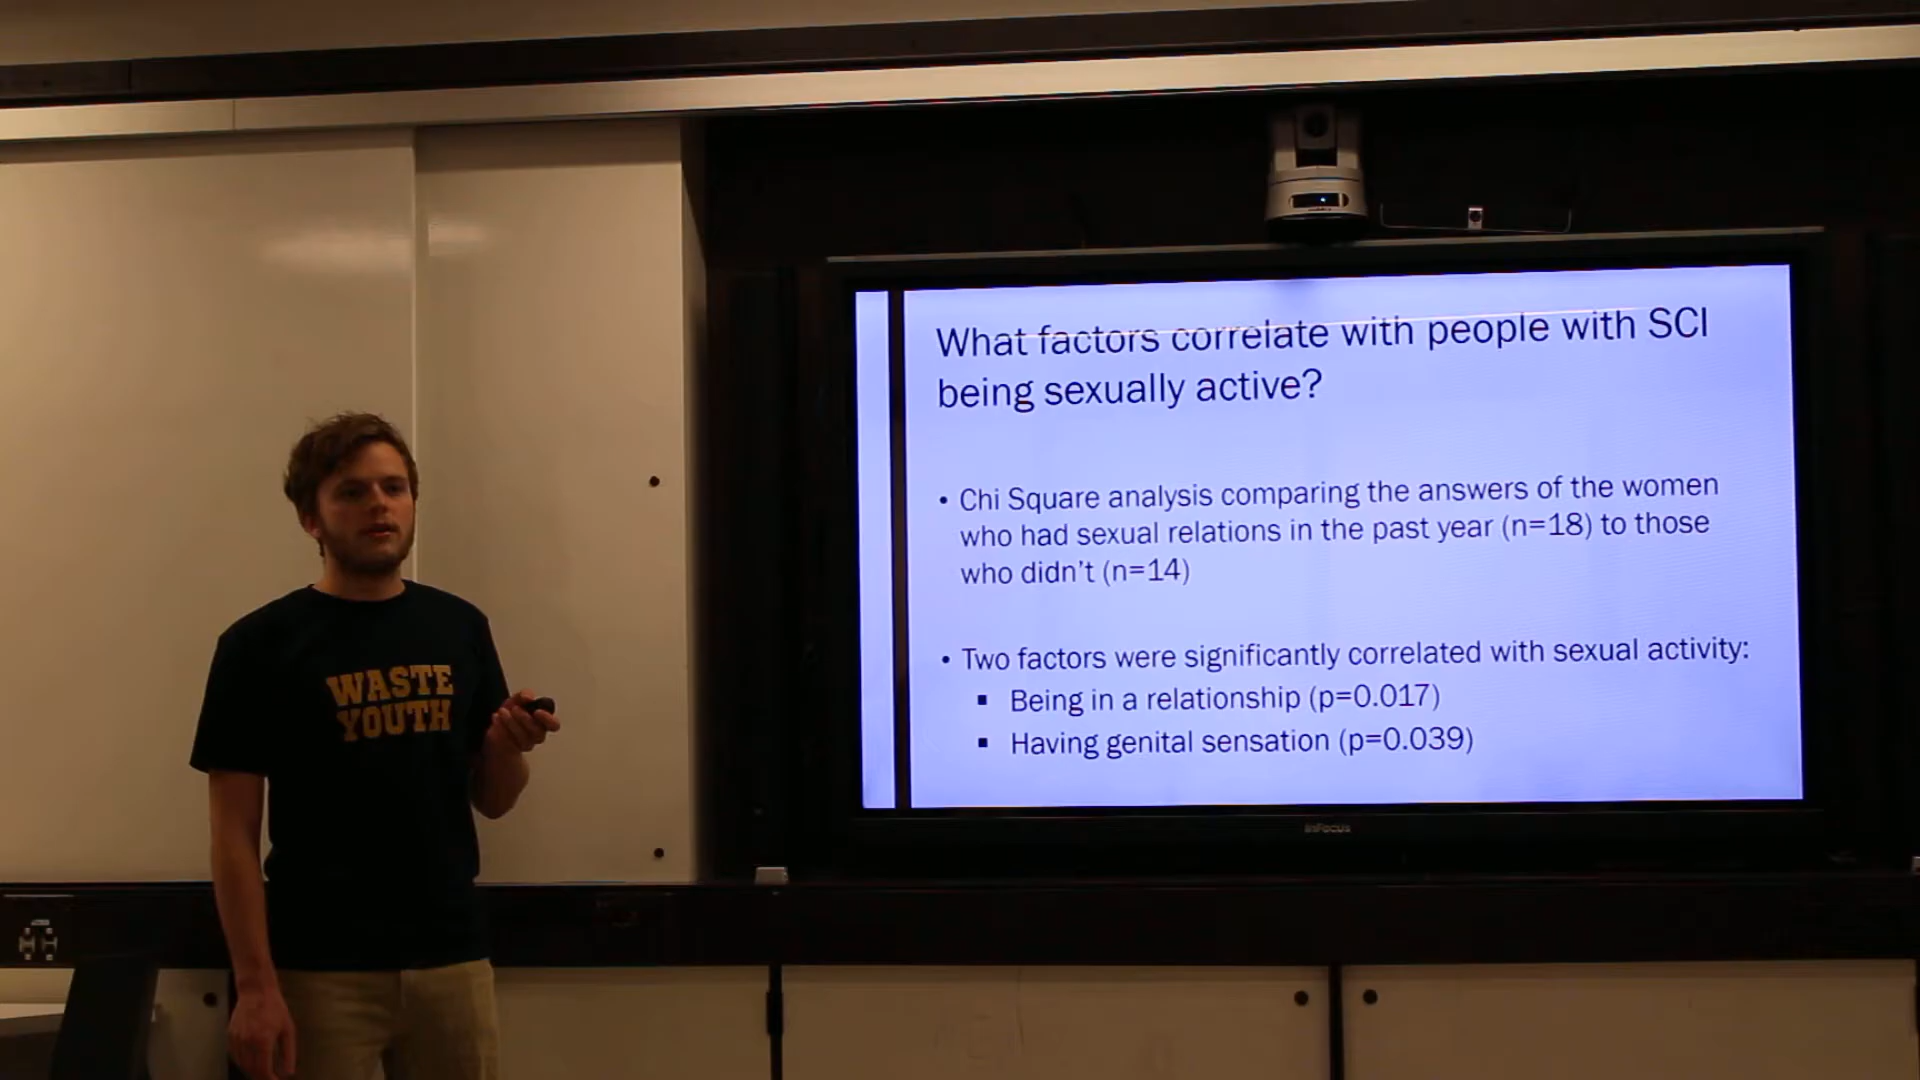 What factors correlate with people with SCI
being sexually active?
• Chi Square analysis comparing the answers of the women
who had sexual relations in the past year (n=18) to those
who didn't (n=14)
• Two factors were significantly correlated with sexual activity:
▪ Being in a relationship (p=0.017)
▪ Having genital sensation (p=0.039)
InFocus
WASTE
YOUTH